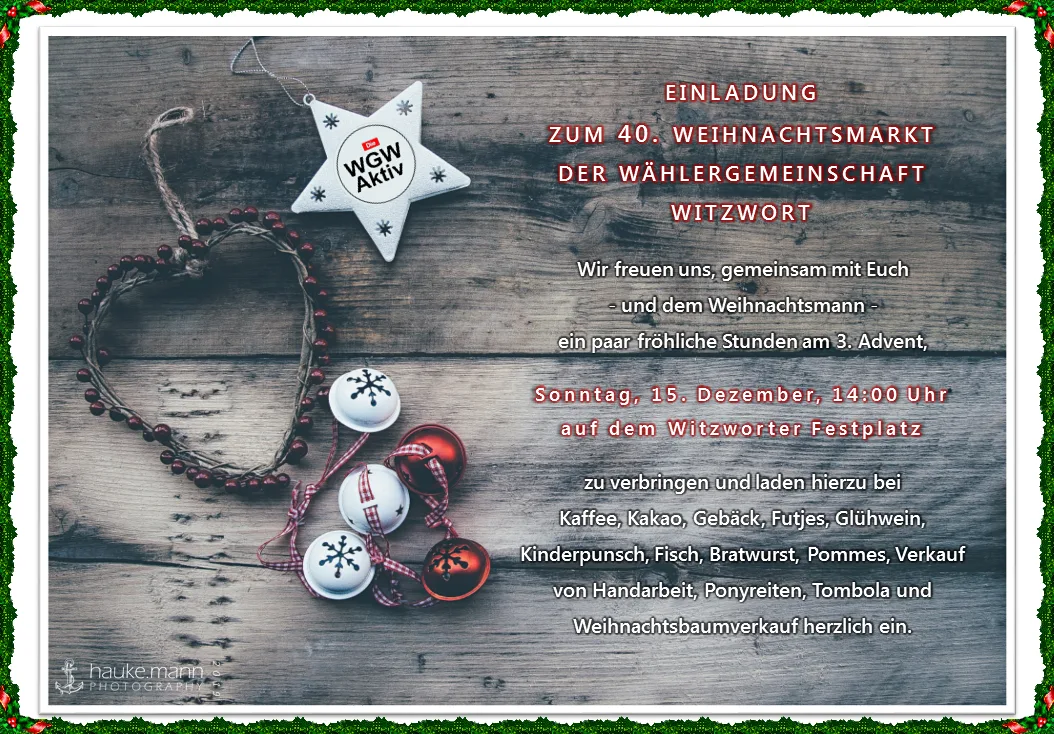 Die
WGW
Aktiv
EINLADUNG
ZUM 40. WEIHNACHTSMARKT
DER WÄHLERGEMEINSCHAFT
WITZWORT
Wir freuen uns, gemeinsam mit Euch
- und dem Weihnachtsmann -
ein paar fröhliche Stunden am 3. Advent,
Sonntag, 15. Dezember, 14:00 Uhr
auf dem Witzworter Festplatz
zu verbringen und laden hierzu bei
Kaffee, Kakao, Gebäck, Futjes, Glühwein,
Kinderpunsch, Fisch, Bratwurst, Pommes, Verkauf
von Handarbeit, Ponyreiten, Tombola und
Weihnachtsbaumverkauf herzlich ein.
hauke.mann
PHOTOGRAPHY
2019